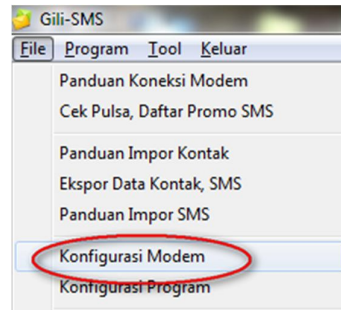 Gili-SMS
File Program Tool Keluar
Panduan Koneksi Modem
Cek Pulsa, Daftar Promo SMS
Panduan Impor Kontak
Ekspor Data Kontak, SMS
Panduan Impor SMS
Konfigurasi Modem
Konfigurasi Program